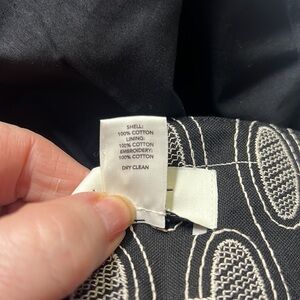 SHELL:
100% COTTON
LINING:
100% COTTON
EMBROIDERY:
100% COTTON
DRY CLEAN